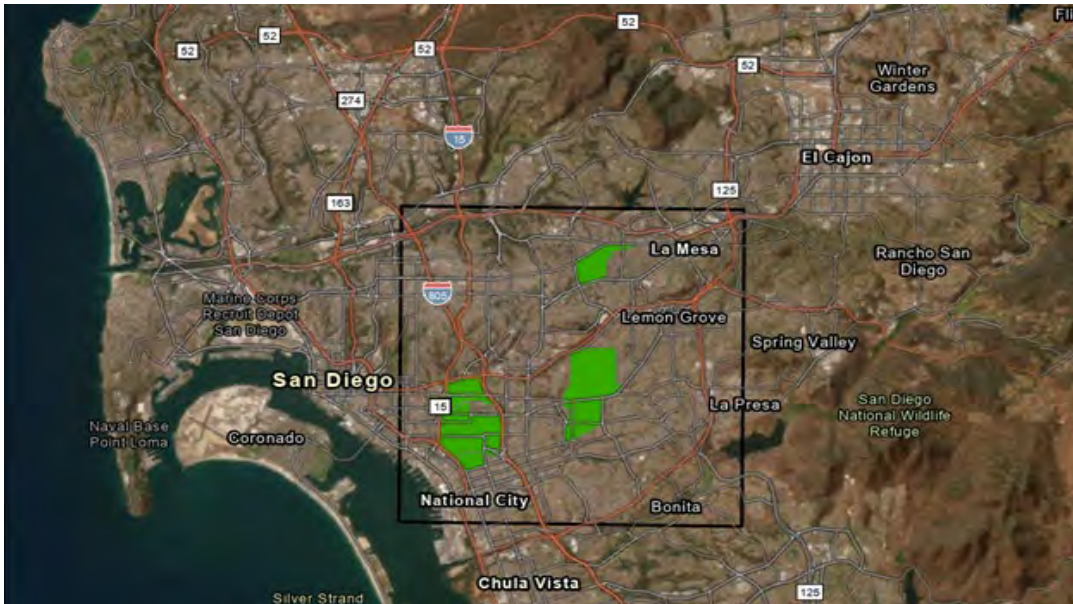 52
Fli
52
52
52
52
Winter
Gardens
274
15
El Cajon
125
163
La Mesa
Rancho San
Diego
805
Marine Corps
Recruit Depot
San Diego
Lemon Grove
Spring Valley
San Diego
15
La Presa
San Diego
National Wildlife
Refuge
Naval Base
Point Loma
Coronado
National City
Bonita
Chula Vista
125
Silver Strand